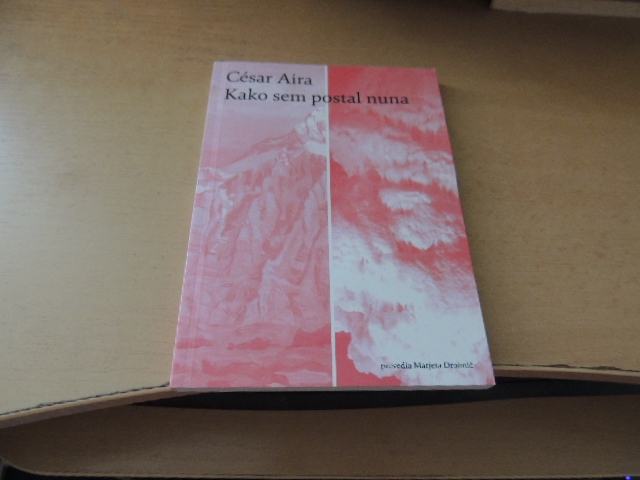 César Aira
Kako sem postal nuna
prevedla Marjeta Drobnič